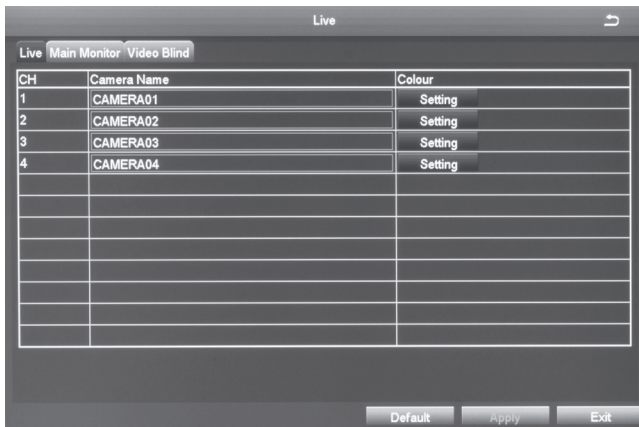 Live
Live Main Monitor Video Blind
CH Camera Name Colour
1 CAMERA01 Setting
2 CAMERA02 Setting
3 CAMERA03 Setting
4 CAMERA04 Setting
Default Apply Exit